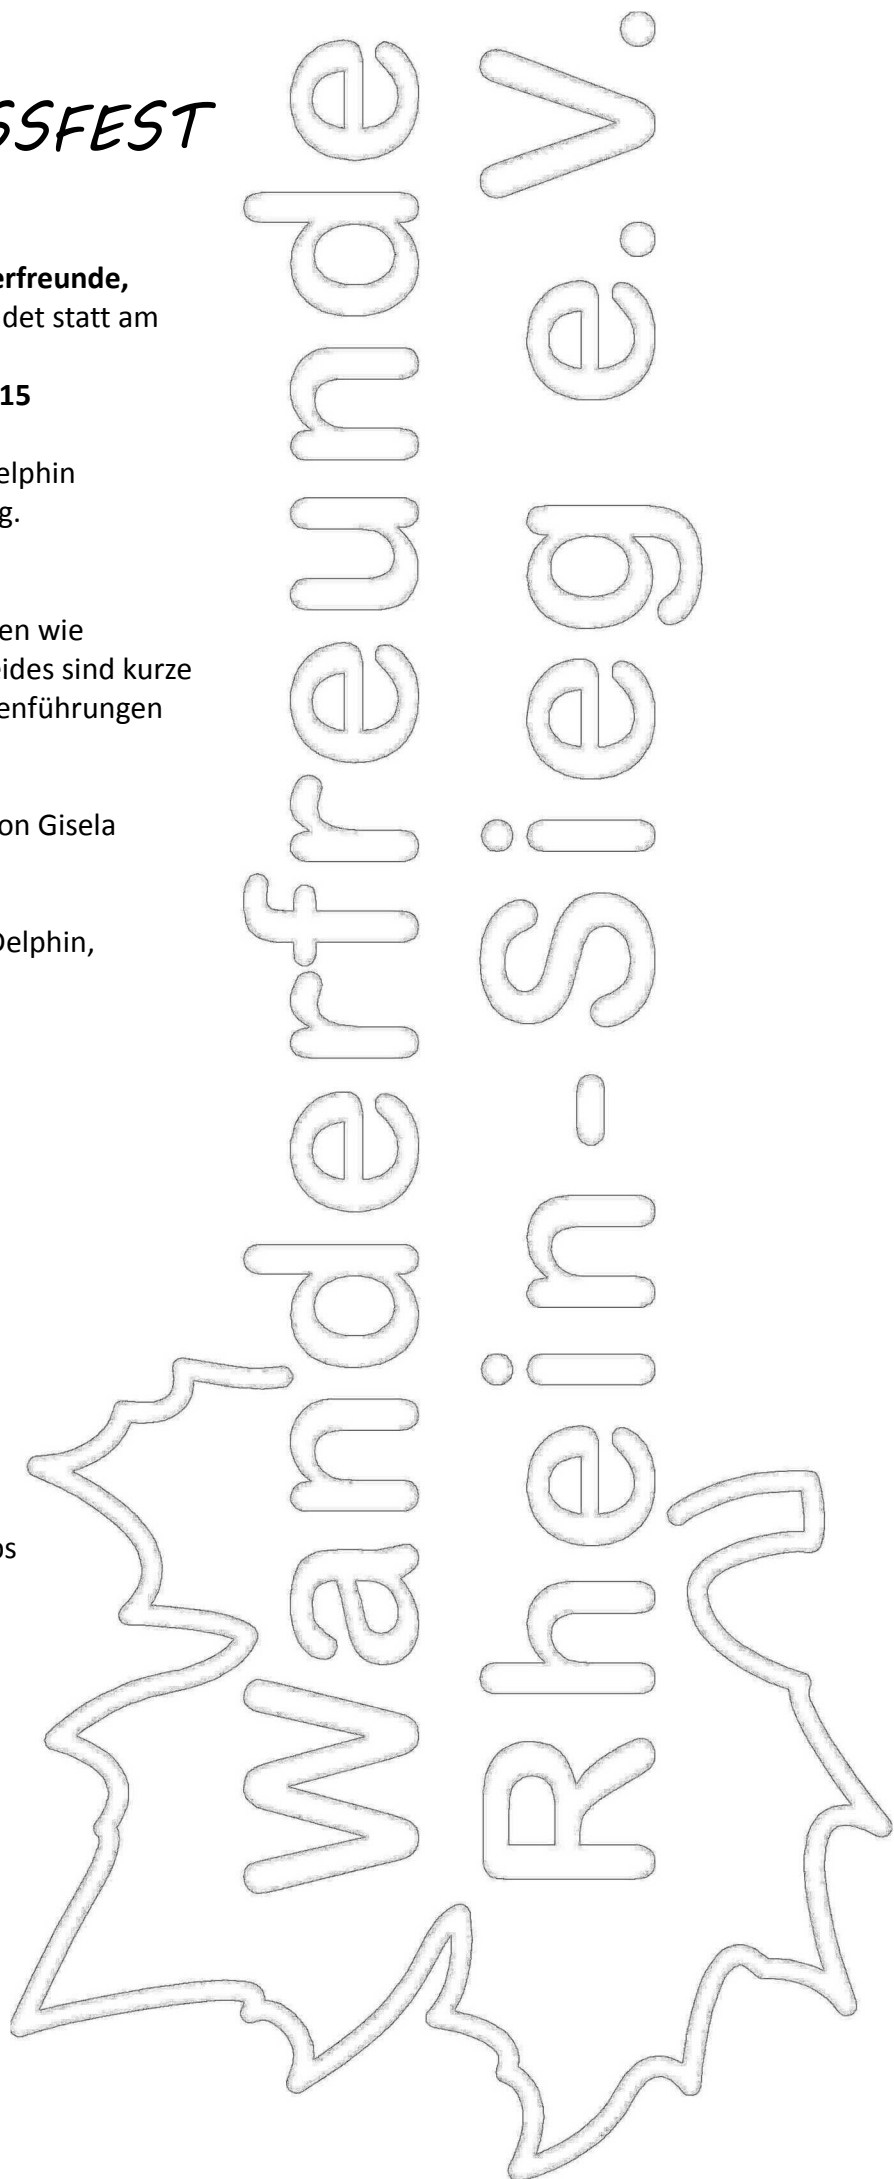 SSFEST
erfreunde,
det statt am
15
elphin
g.
en wie
eides sind kurze
enführungen
on Gisela
Delphin,
os
Wanderfreunde
Rhein-Sieg e.V.